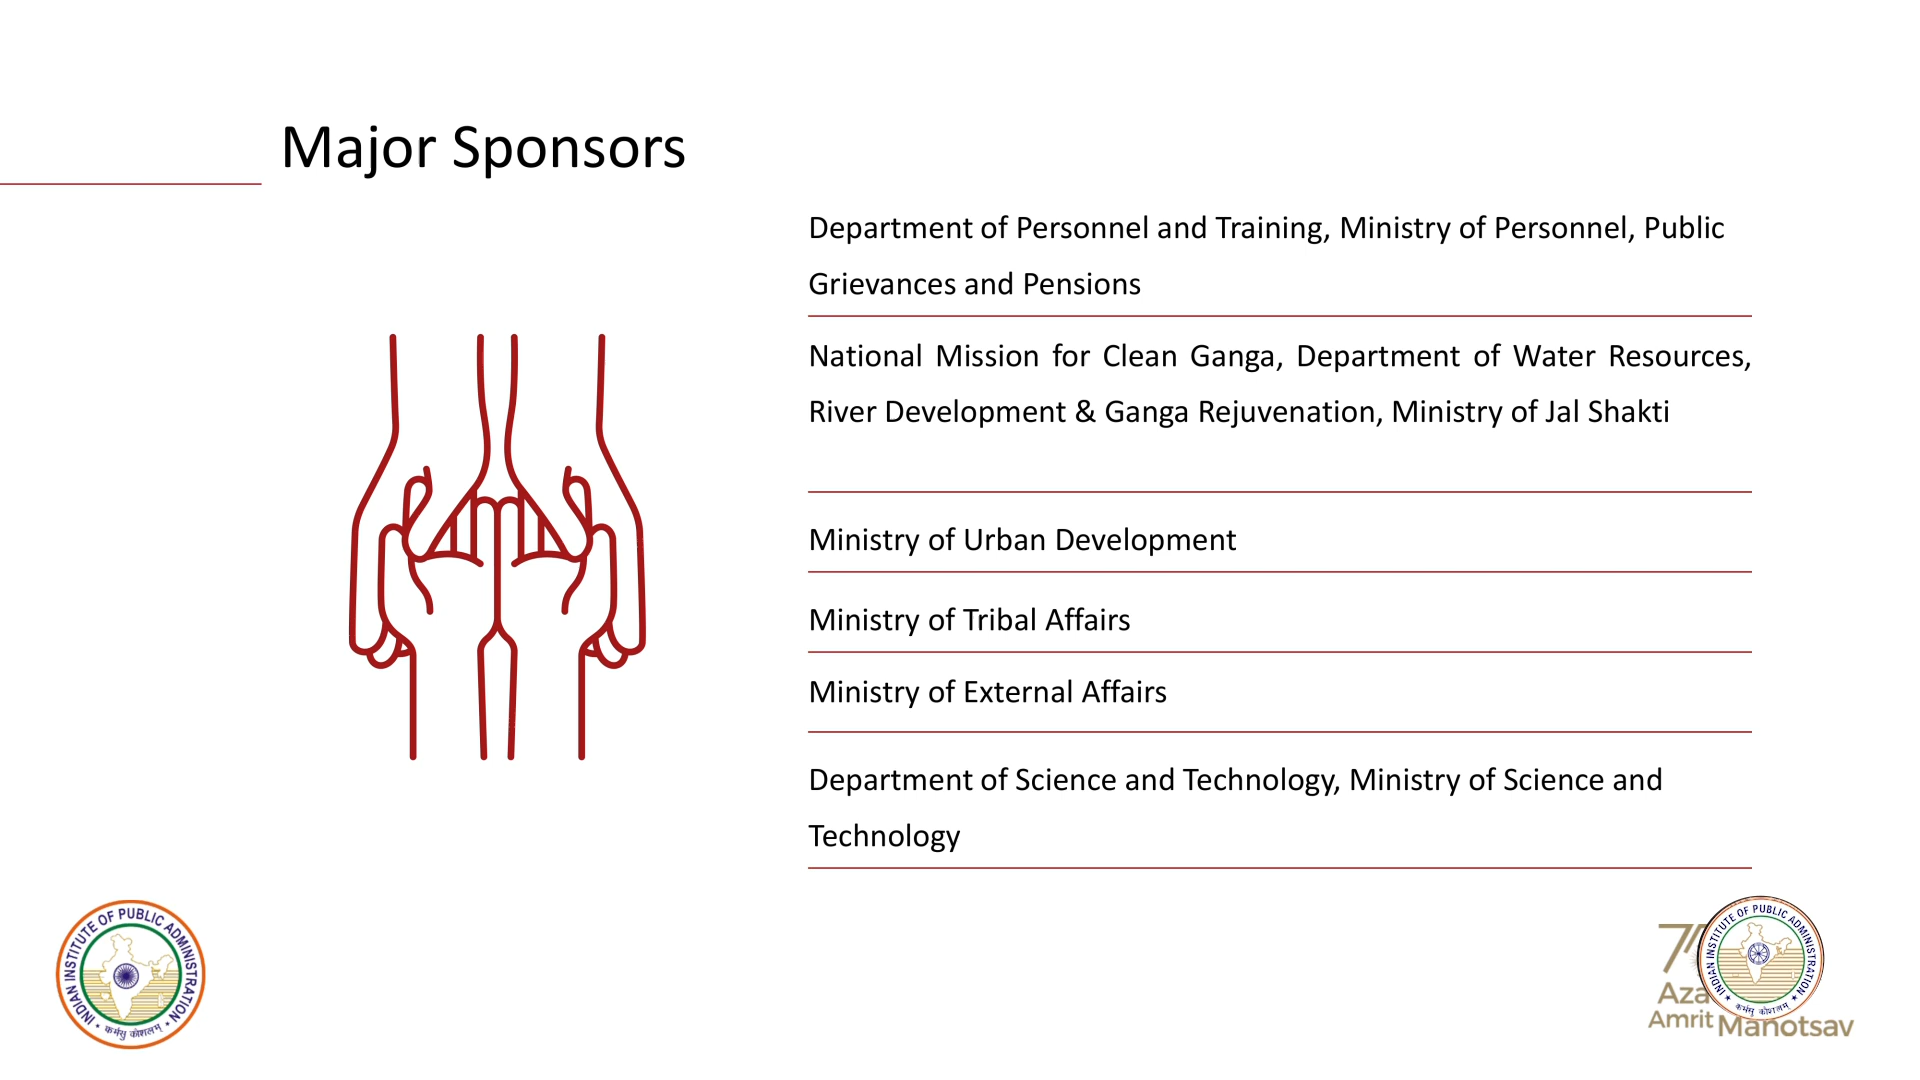 Major Sponsors
Department of Personnel and Training, Ministry of Personnel, Public
Grievances and Pensions
National Mission for Clean Ganga, Department of Water Resources,
River Development & Ganga Rejuvenation, Ministry of Jal Shakti
Ministry of Urban Development
Ministry of Tribal Affairs
Ministry of External Affairs
Department of Science and Technology, Ministry of Science and
Technology
INDIAN INSTITUTE OF PUBLIC ADMINISTRATION
INDIAN INSTITUTE OF PUBLIC ADMINISTRATION
Amrit Manotsav